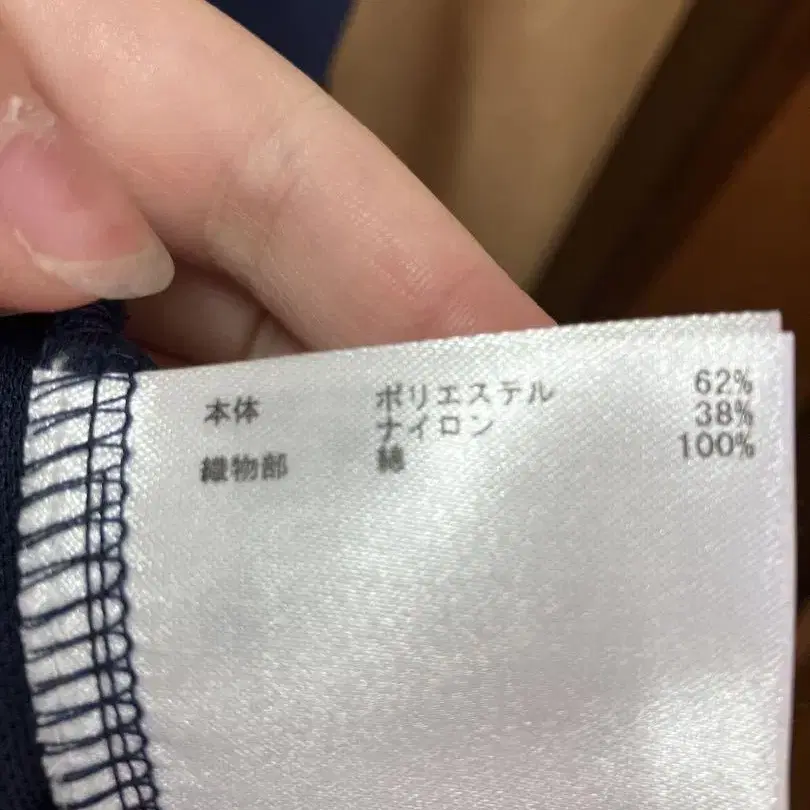 本体 ポリエステル 62%
ナイロン 38%
織物部 綿 100%